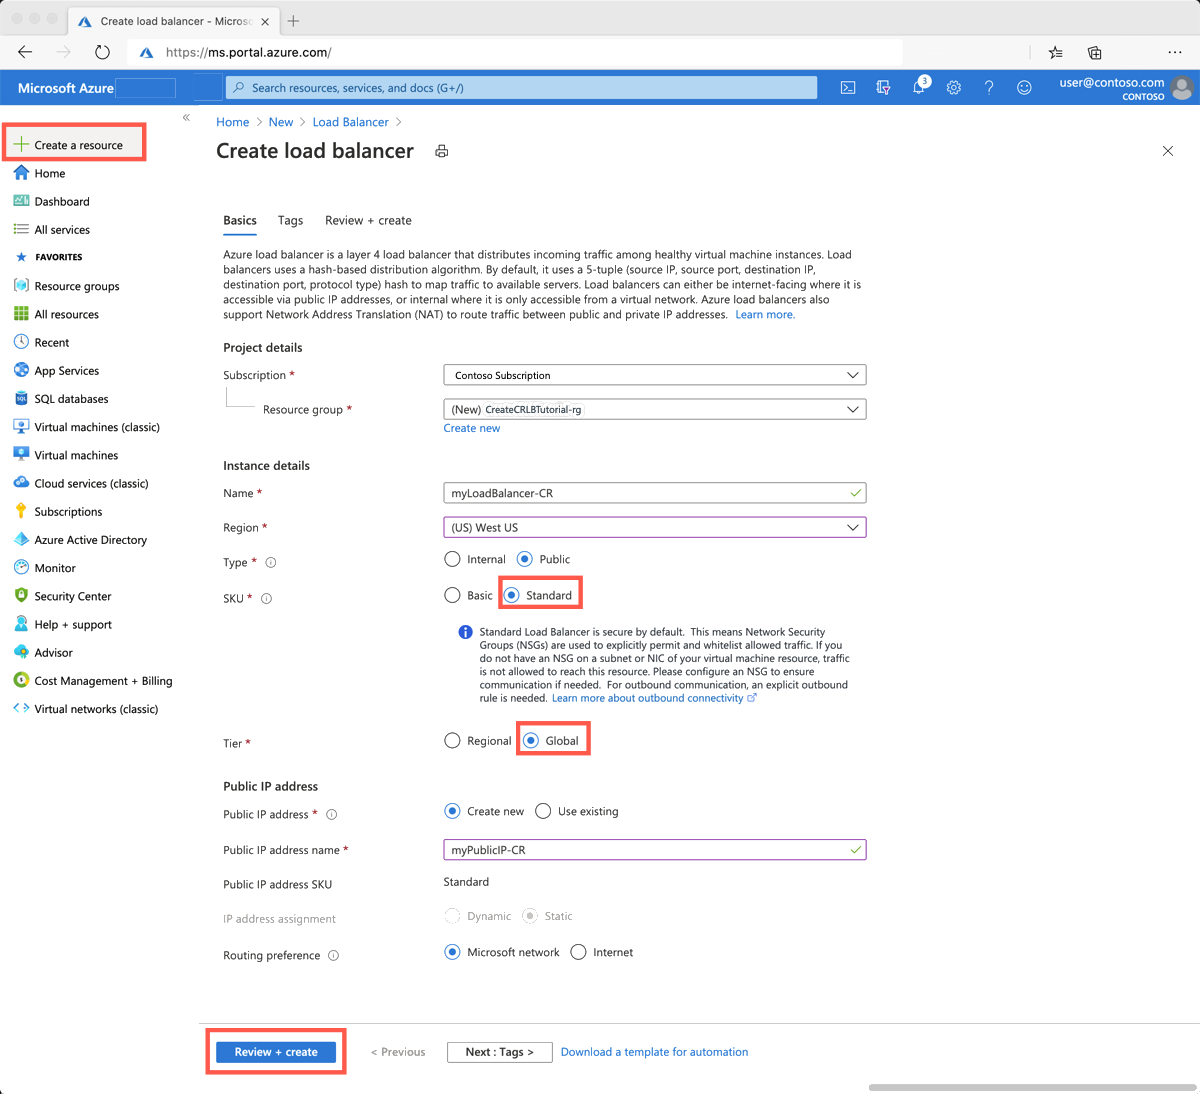 Create load balancer - Micros
https://ms.portal.azure.com/
Microsoft Azure
Search resources, services, and docs (G+/)
3
user@contoso.com
CONTOSO
Create a resource
Home
Dashboard
All services
FAVORITES
Resource groups
All resources
Recent
App Services
SQL databases
Virtual machines (classic)
Virtual machines
Cloud services (classic)
Subscriptions
Azure Active Directory
Monitor
Security Center
Help + support
Advisor
Cost Management + Billing
Virtual networks (classic)
Home > New > Load Balancer >
Create load balancer
Basics Tags Review + create
Azure load balancer is a layer 4 load balancer that distributes incoming traffic among healthy virtual machine instances. Load
balancers uses a hash-based distribution algorithm. By default, it uses a 5-tuple (source IP, source port, destination IP,
destination port, protocol type) hash to map traffic to available servers. Load balancers can either be internet-facing where it is
accessible via public IP addresses, or internal where it is only accessible from a virtual network. Azure load balancers also
support Network Address Translation (NAT) to route traffic between public and private IP addresses. Learn more.
Project details
Subscription * Contoso Subscription
Resource group * (New) CreateCRLBTutorial-rg
Create new
Instance details
Name * myLoadBalancer-CR
Region * (US) West US
Type * Internal Public
SKU * Basic Standard
Standard Load Balancer is secure by default. This means Network Security
Groups (NSGs) are used to explicitly permit and whitelist allowed traffic. If you
do not have an NSG on a subnet or NIC of your virtual machine resource, traffic
is not allowed to reach this resource. Please configure an NSG to ensure
communication if needed. For outbound communication, an explicit outbound
rule is needed. Learn more about outbound connectivity
Tier * Regional Global
Public IP address
Public IP address * Create new Use existing
Public IP address name * myPublicIP-CR
Public IP address SKU Standard
IP address assignment Dynamic Static
Routing preference Microsoft network Internet
Review + create < Previous Next : Tags > Download a template for automation